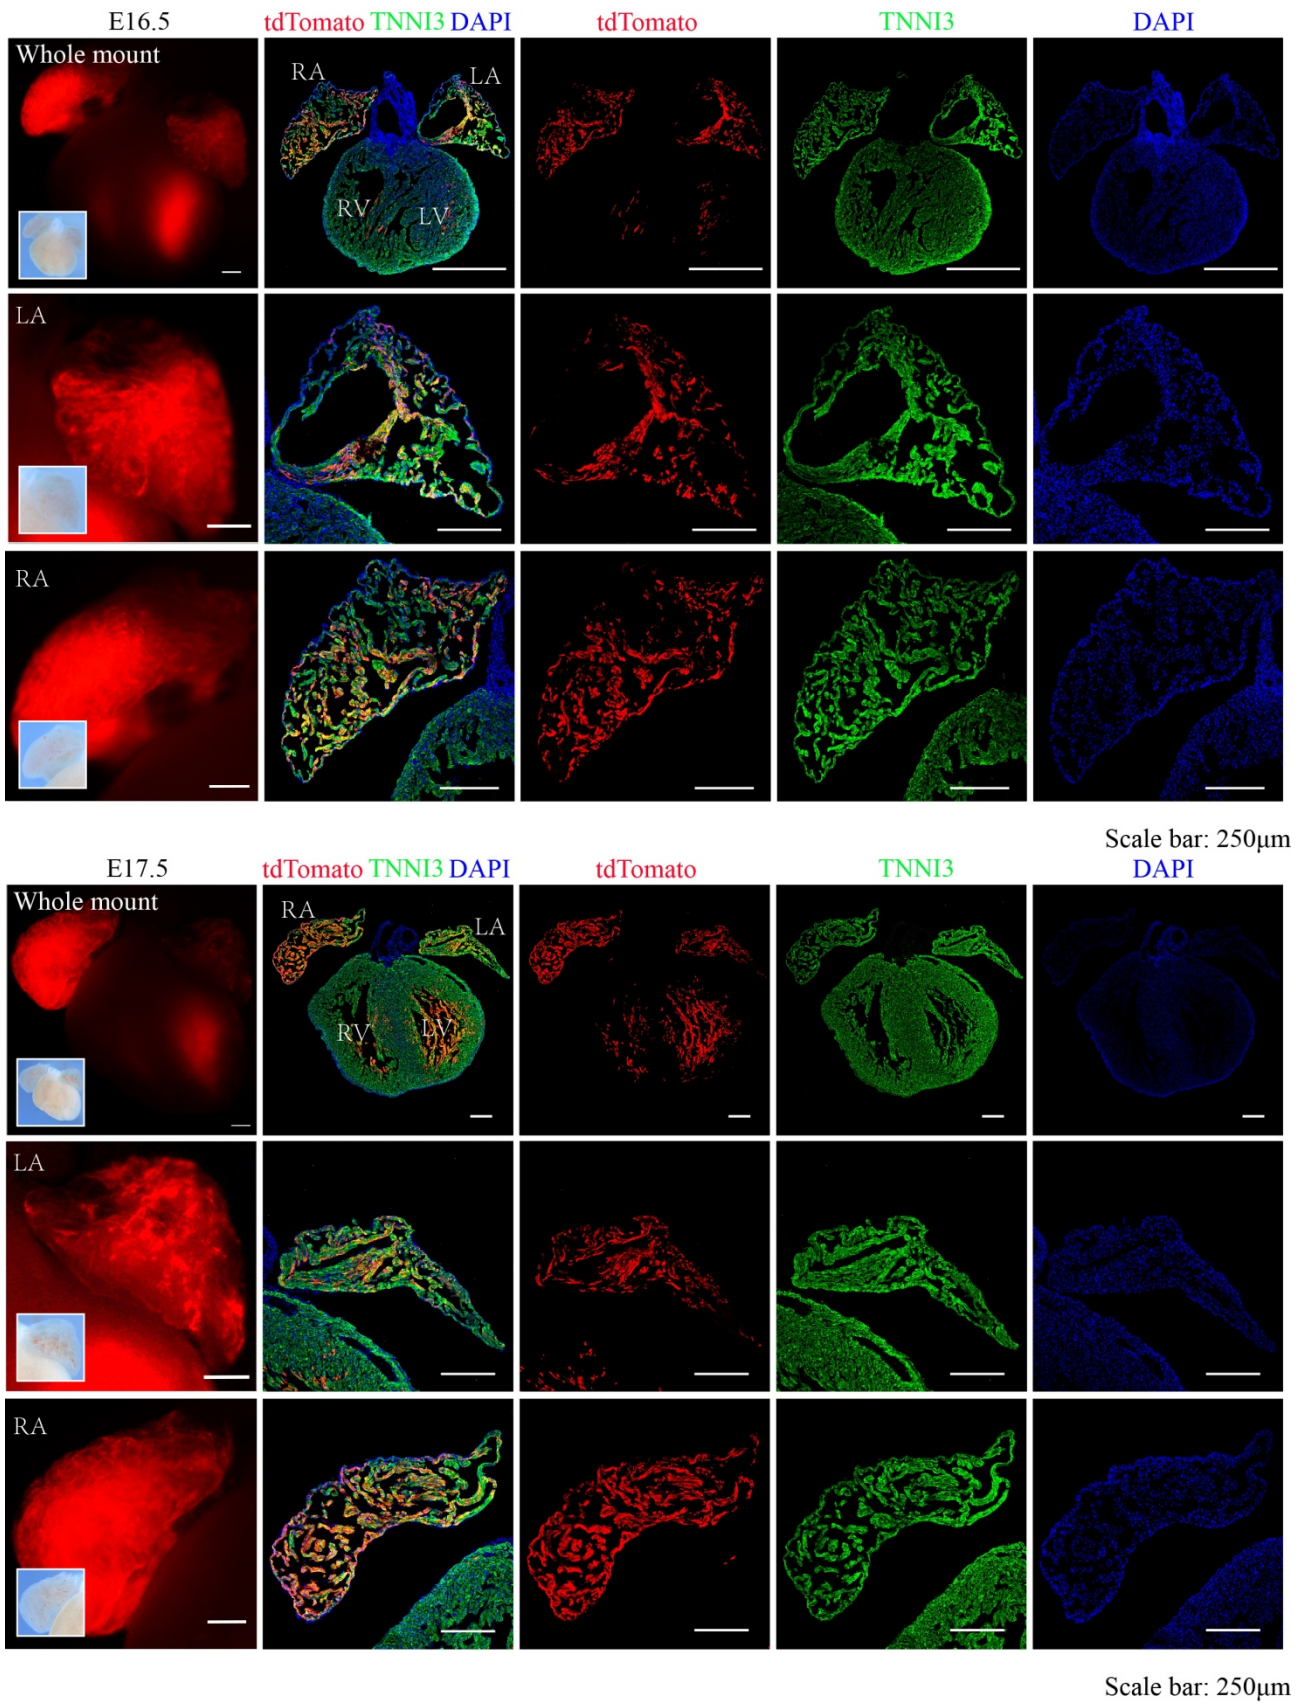 E16.5 tdTomato TNNI3 DAPI tdTomato TNNI3 DAPI
Whole mount
RA LA
RV LV
LA
RA
Scale bar: 250μm
E17.5 tdTomato TNNI3 DAPI tdTomato TNNI3 DAPI
Whole mount
RA LA
RV LV
LA
RA
Scale bar: 250μm